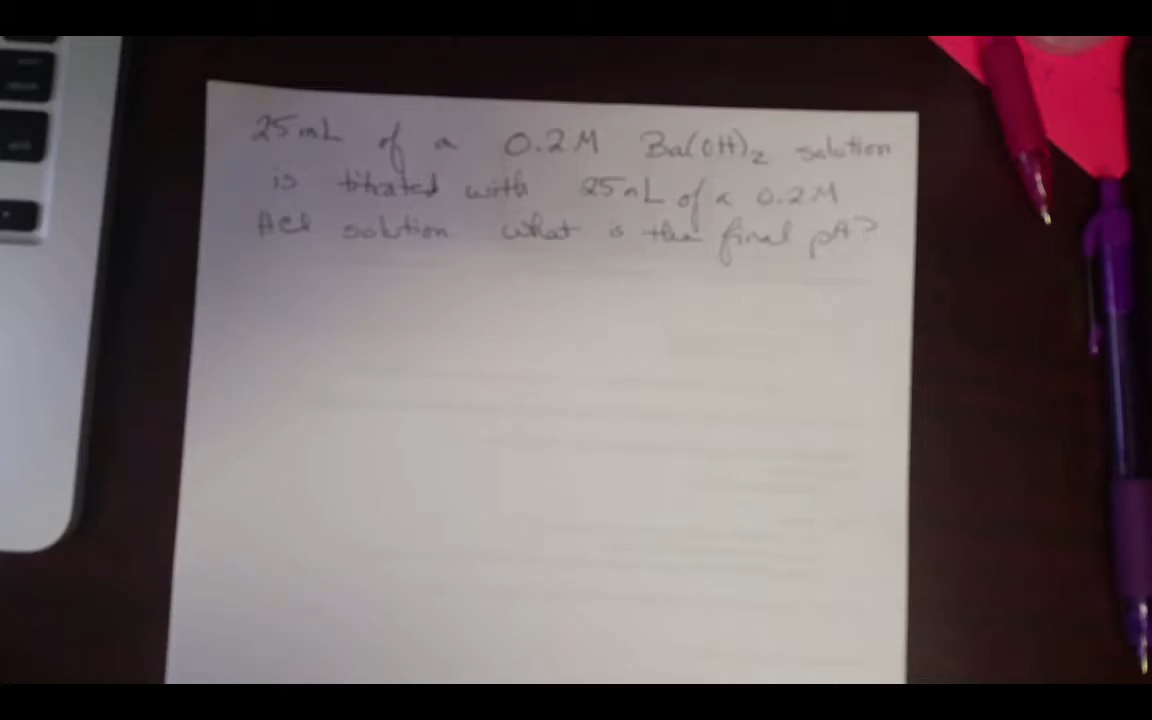 25mL of a 0.2M Ba(OH)2 solution
is titrated with 25mL of a 0.2M
HCl solution what is the final pH?